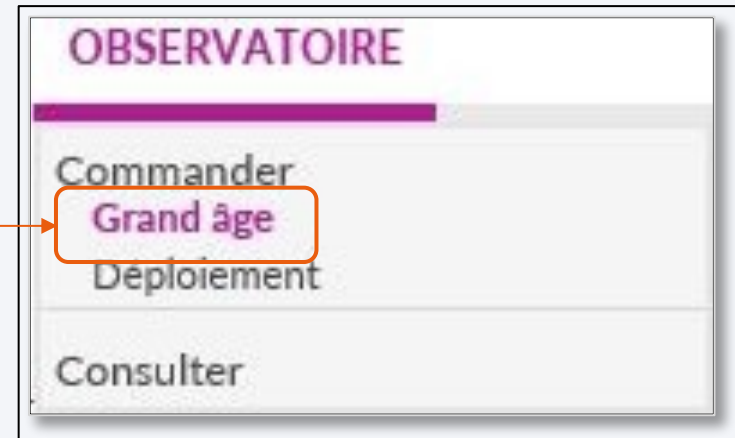 OBSERVATOIRE
Commander
Grand âge
Déploiement
Consulter